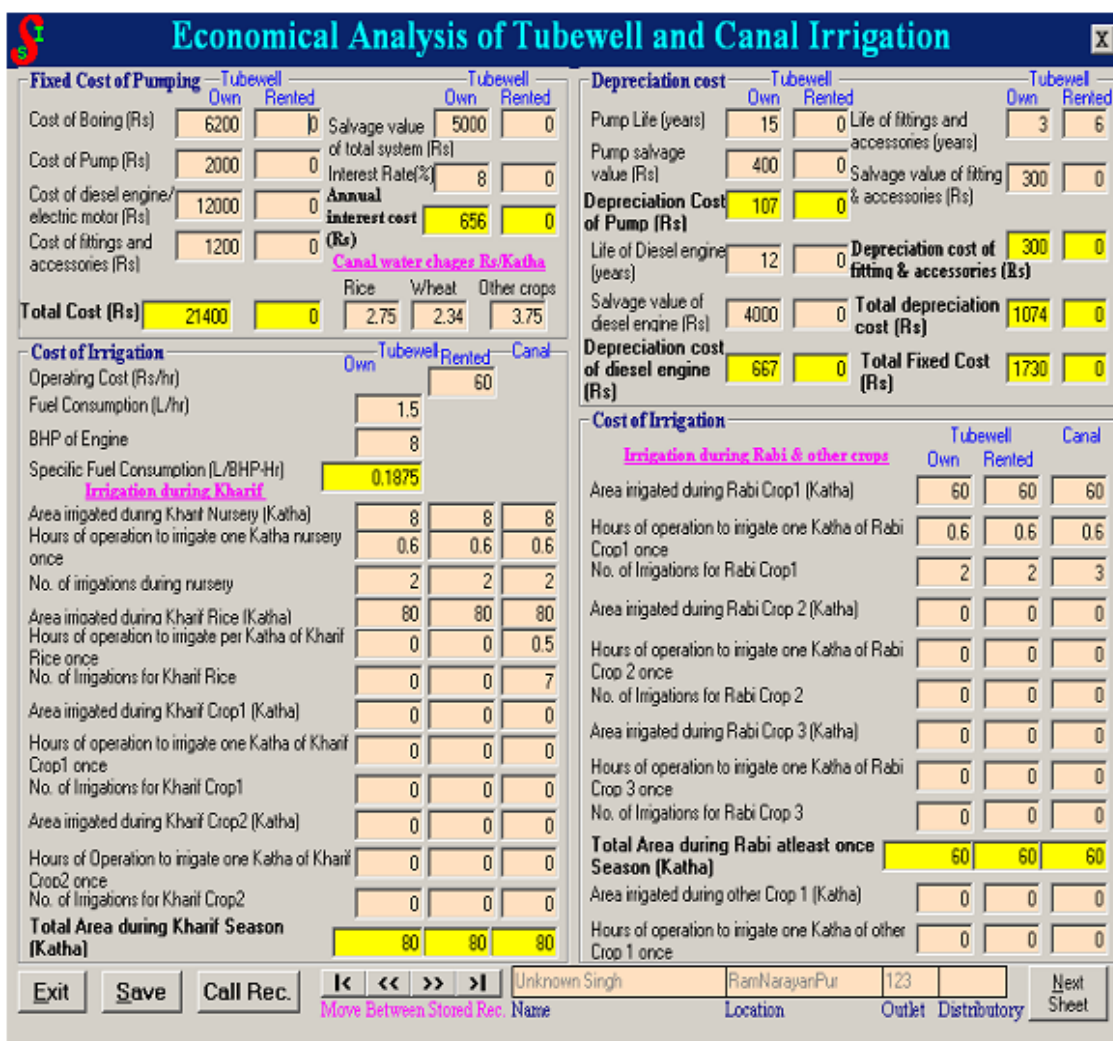 S I S
Economical Analysis of Tubewell and Canal Irrigation
X
Fixed Cost of Pumping
Tubewell Tubewell
Own Rented Own Rented
Cost of Boring (Rs) 6200 0 Salvage value of total system (Rs) 5000 0
Cost of Pump (Rs) 2000 0 Interest Rate(%) 8 0
Cost of diesel engine/ electric motor (Rs) 12000 0 Annual interest cost (Rs) 656 0
Cost of fittings and accessories (Rs) 1200 0
Canal water chages Rs/Katha
Rice Wheat Other crops
Total Cost (Rs) 21400 0 2.75 2.34 3.75
Cost of Irrigation
Own Tubewell Rented Canal
Operating Cost (Rs/hr) 60
Fuel Consumption (L/hr) 1.5
BHP of Engine 8
Specific Fuel Consumption (L/BHP-Hr) 0.1875
Irrigation during Kharif
Area irrigated during Kharif Nursery (Katha) 8 8 8
Hours of operation to irrigate one Katha nursery once 0.6 0.6 0.6
No. of irrigations during nursery 2 2 2
Area irrigated during Kharif Rice (Katha) 80 80 80
Hours of operation to irrigate per Katha of Kharif Rice once 0 0 0.5
No. of Irrigations for Kharif Rice 0 0 7
Area irrigated during Kharif Crop1 (Katha) 0 0 0
Hours of operation to irrigate one Katha of Kharif Crop1 once 0 0 0
No. of Irrigations for Kharif Crop1 0 0 0
Area irrigated during Kharif Crop2 (Katha) 0 0 0
Hours of Operation to irrigate one Katha of Kharif Crop2 once 0 0 0
No. of Irrigations for Kharif Crop2 0 0 0
Total Area during Kharif Season (Katha) 80 80 80
Depreciation cost
Tubewell Tubewell
Own Rented Own Rented
Pump Life (years) 15 0 Life of fittings and accessories (years) 3 6
Pump salvage value (Rs) 400 0 Salvage value of fitting & accessories (Rs) 300 0
Depreciation Cost of Pump (Rs) 107 0
Life of Diesel engine (years) 12 0 Depreciation cost of fitting & accessories (Rs) 300 0
Salvage value of diesel engine (Rs) 4000 0 Total depreciation cost (Rs) 1074 0
Depreciation cost of diesel engine (Rs) 667 0 Total Fixed Cost (Rs) 1730 0
Cost of Irrigation
Tubewell Canal
Irrigation during Rabi & other crops Own Rented
Area irrigated during Rabi Crop1 (Katha) 60 60 60
Hours of operation to irrigate one Katha of Rabi Crop1 once 0.6 0.6 0.6
No. of Irrigations for Rabi Crop1 2 2 3
Area irrigated during Rabi Crop 2 (Katha) 0 0 0
Hours of operation to irrigate one Katha of Rabi Crop 2 once 0 0 0
No. of Irrigations for Rabi Crop 2 0 0 0
Area irrigated during Rabi Crop 3 (Katha) 0 0 0
Hours of operation to irrigate one Katha of Rabi Crop 3 once 0 0 0
No. of Irrigations for Rabi Crop 3 0 0 0
Total Area during Rabi atleast once Season (Katha) 60 60 60
Area irrigated during other Crop 1 (Katha) 0 0 0
Hours of operation to irrigate one Katha of other Crop 1 once 0 0 0
Exit Save Call Rec. |< << >> >| Unknown Singh RamNarayanPur 123 Next Sheet
Move Between Stored Rec. Name Location Outlet Distributory